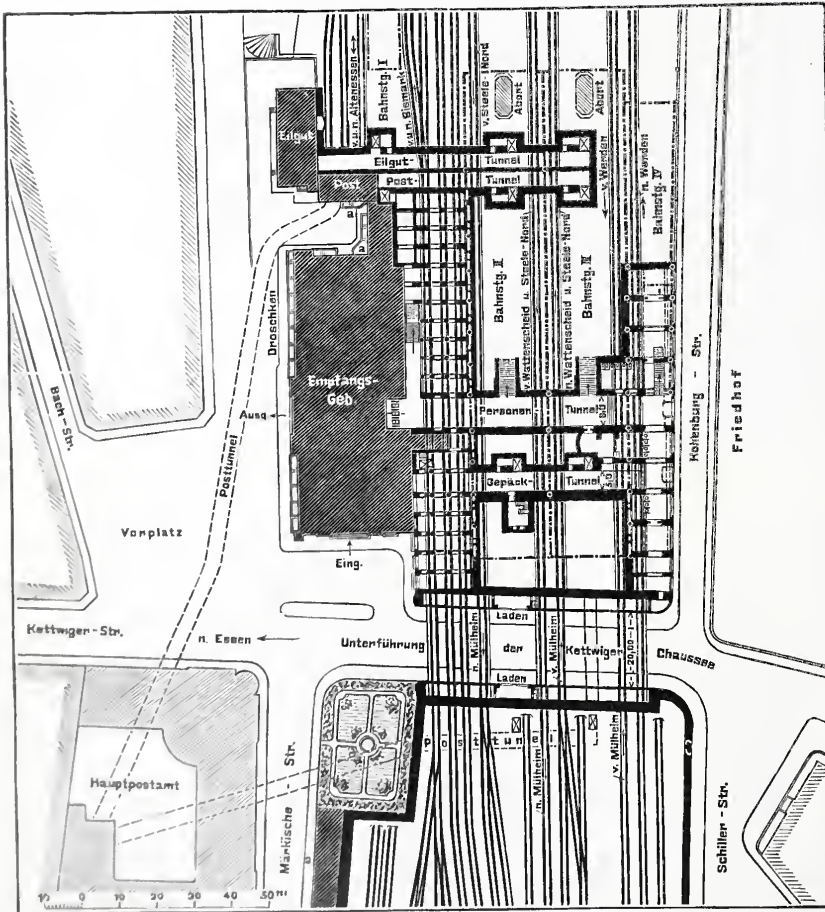 v. u. n. Altenessen
Bahnstg. I
v. u. n. Bismark
v. Steele-Nord
Abort
Abort
Eilgut
Eilgut- Tunnel
v. Werden
n. Werden
Bahnstg. IV
Post
Post- Tunnel
a
a
Droschken
Bahnstg. II
v. Wattenscheid u. Steele-Nord
n. Wattenscheid u. Steele-Nord
Bahnstg. III
Empfangs-
Geb.
Ausg.
Personen Tunnel
Gepäck- Tunnel
Hohenburg - Str.
Friedhof
Bach-Str.
Posttunnel
Vorplatz
Eing.
Kettwiger-Str.
n. Essen
Unterführung der Kettwiger Chaussee
Laden
Laden
n. Mülheim
v. Mülheim
20,00
Märkische - Str.
Posttunnel
n. Mülheim
v. Mülheim
Schiller-Str.
Hauptpostamt
10 0 10 20 30 40 50 m